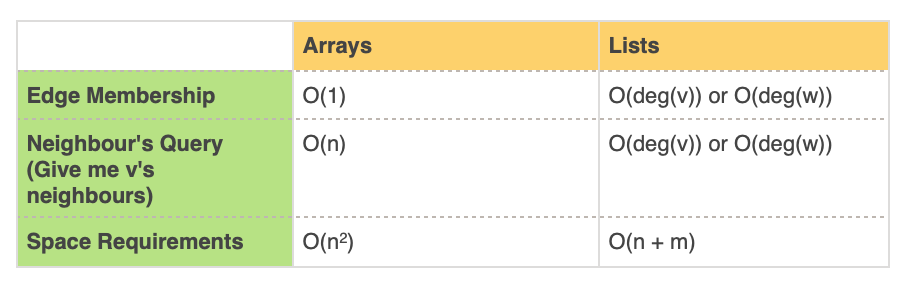 Arrays Lists
Edge Membership O(1) O(deg(v)) or O(deg(w))
Neighbour's Query O(n) O(deg(v)) or O(deg(w))
(Give me v's
neighbours)
Space Requirements O(n²) O(n + m)